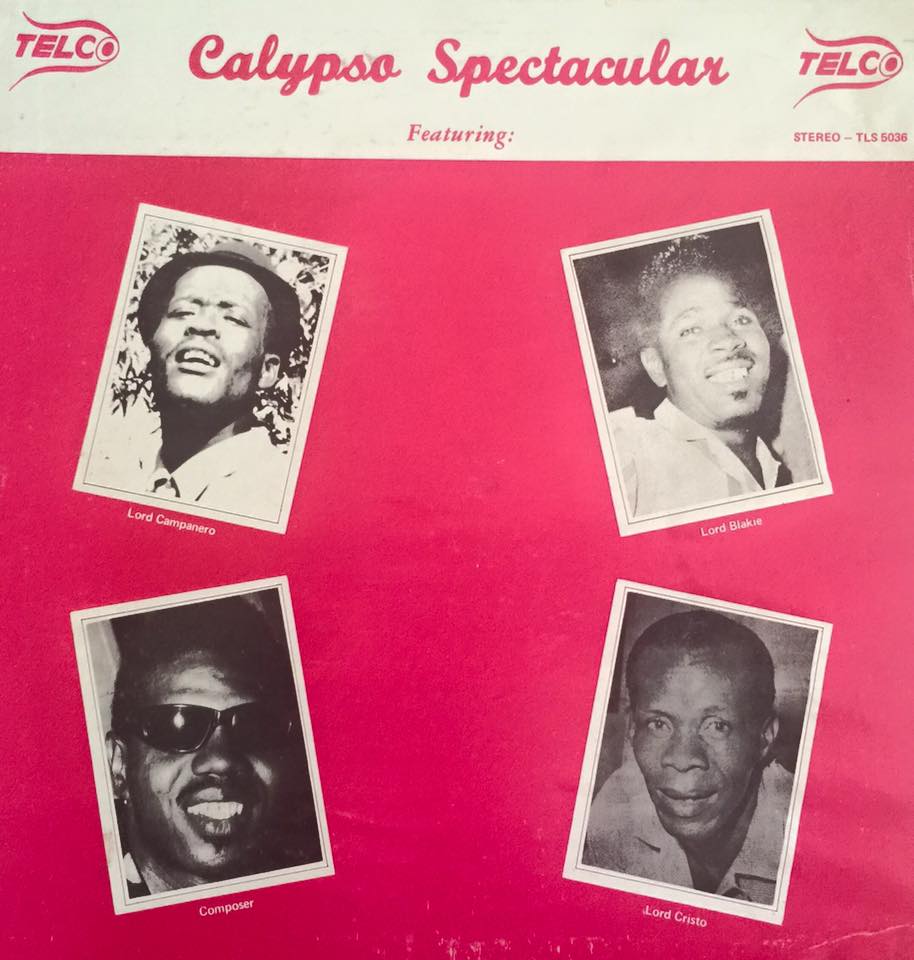 TELCO
Calypso Spectacular
TELCO
Featuring:
STEREO – TLS 5036
Lord Campanero
Lord Blakie
Composer
Lord Cristo